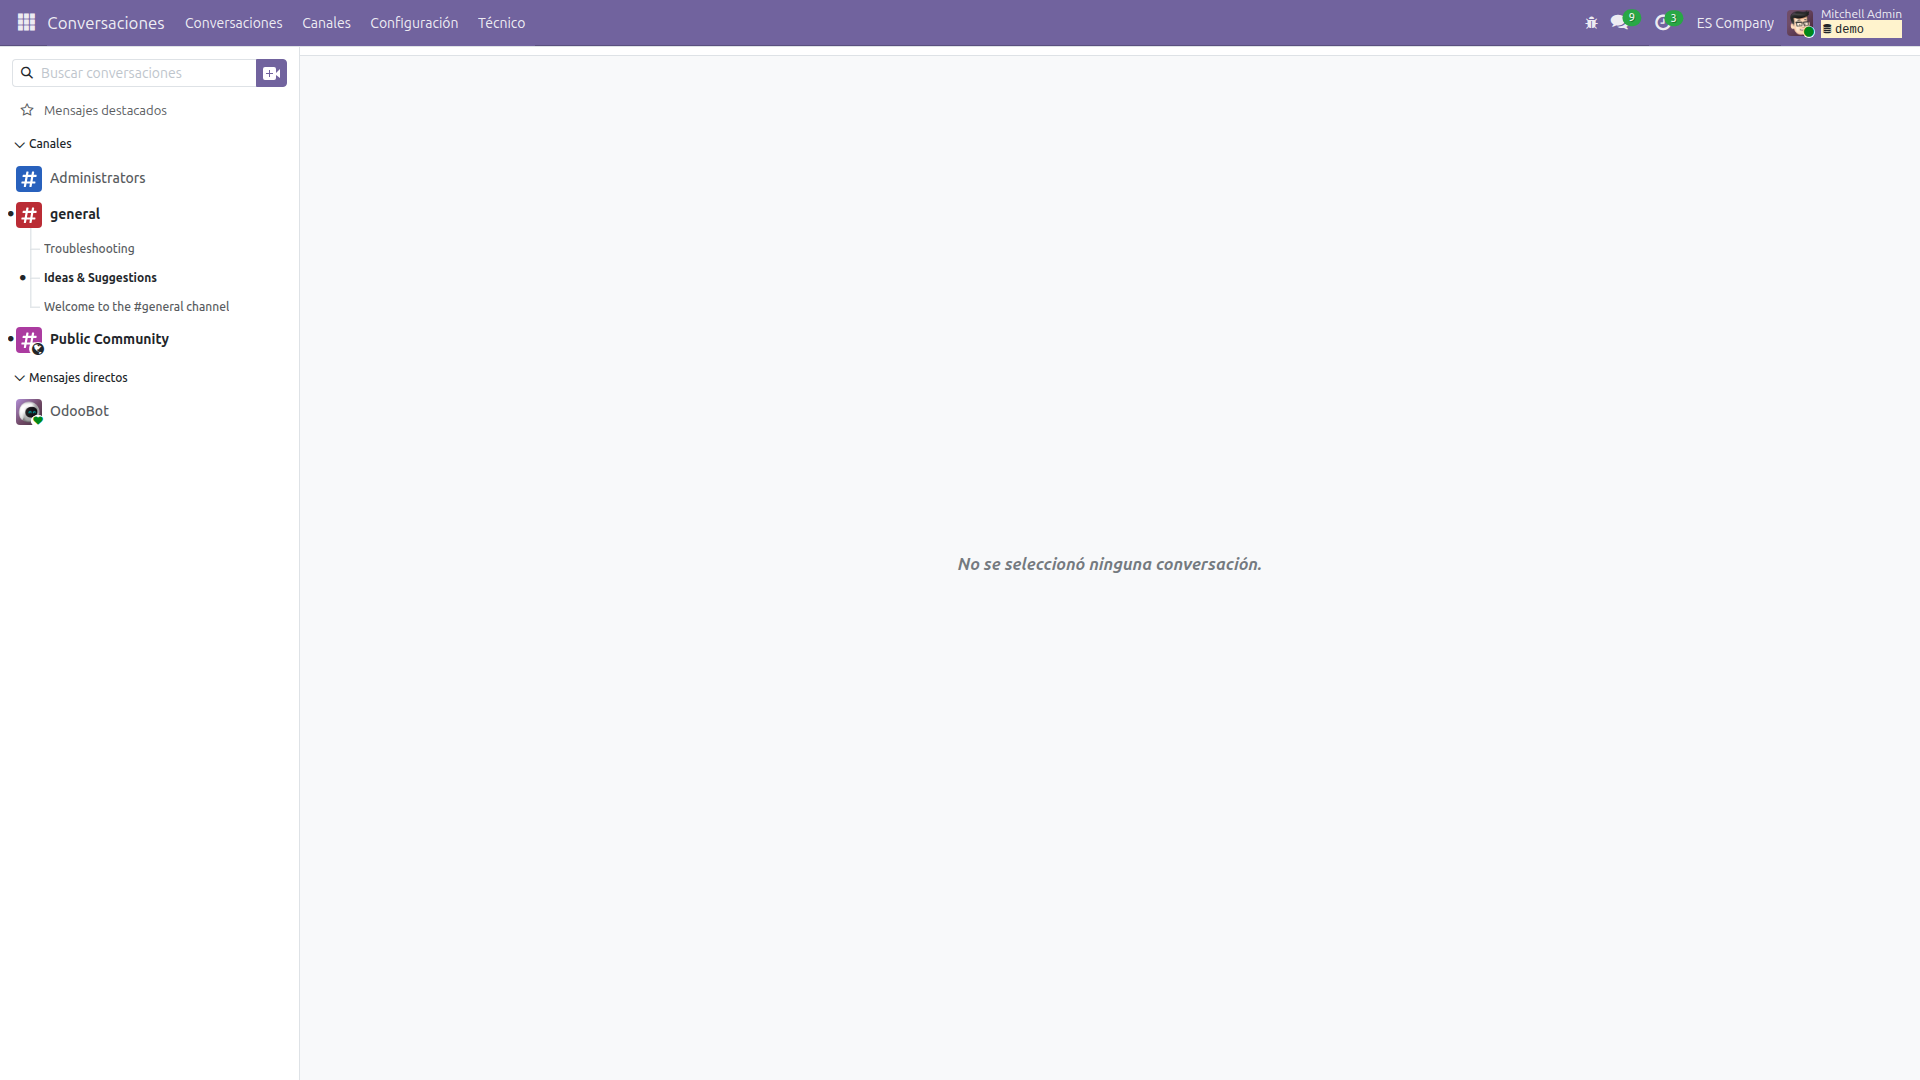 Conversaciones Conversaciones Canales Configuración Técnico 9 3 ES Company Mitchell Admin
demo
Buscar conversaciones
Mensajes destacados
Canales
Administrators
general
Troubleshooting
Ideas & Suggestions
Welcome to the #general channel
Public Community
Mensajes directos
OdooBot
No se seleccionó ninguna conversación.